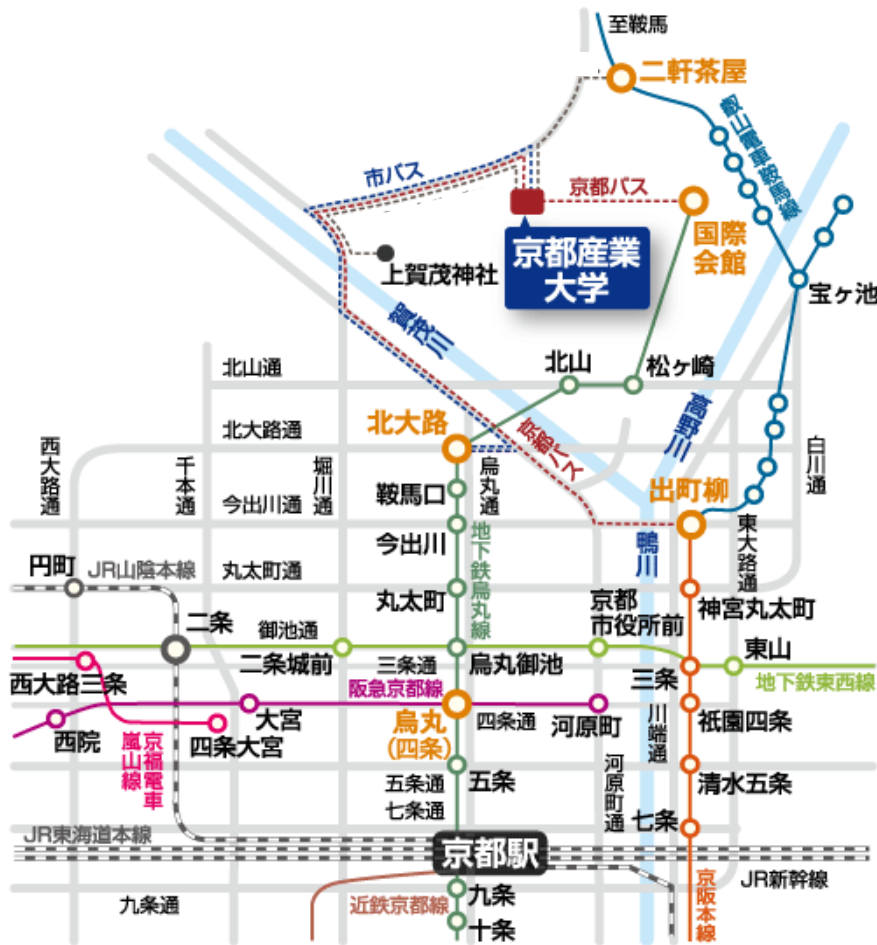 至鞍馬
二軒茶屋
叡山電車鞍馬線
市バス
京都バス
国際
会館
京都産業
大学
上賀茂神社
宝ヶ池
賀茂川
北山
松ヶ崎
北山通
高野川
北大路
北大路通
京都バス
西大路通
千本通
堀川通
烏丸通
白川通
鞍馬口
出町柳
今出川通
今出川
地下鉄烏丸線
鴨川
東大路通
円町
JR山陰本線
丸太町通
丸太町
京都
市役所前
神宮丸太町
二条
御池通
二条城前
三条通
烏丸御池
東山
三条
地下鉄東西線
西大路三条
阪急京都線
大宮
烏丸
(四条)
四条通
河原町
川端通
祇園四条
西院
京福電車
嵐山線
四条大宮
五条通
五条
河原町通
清水五条
七条通
七条
JR東海道本線
京都駅
JR新幹線
九条通
近鉄京都線
九条
京阪本線
十条